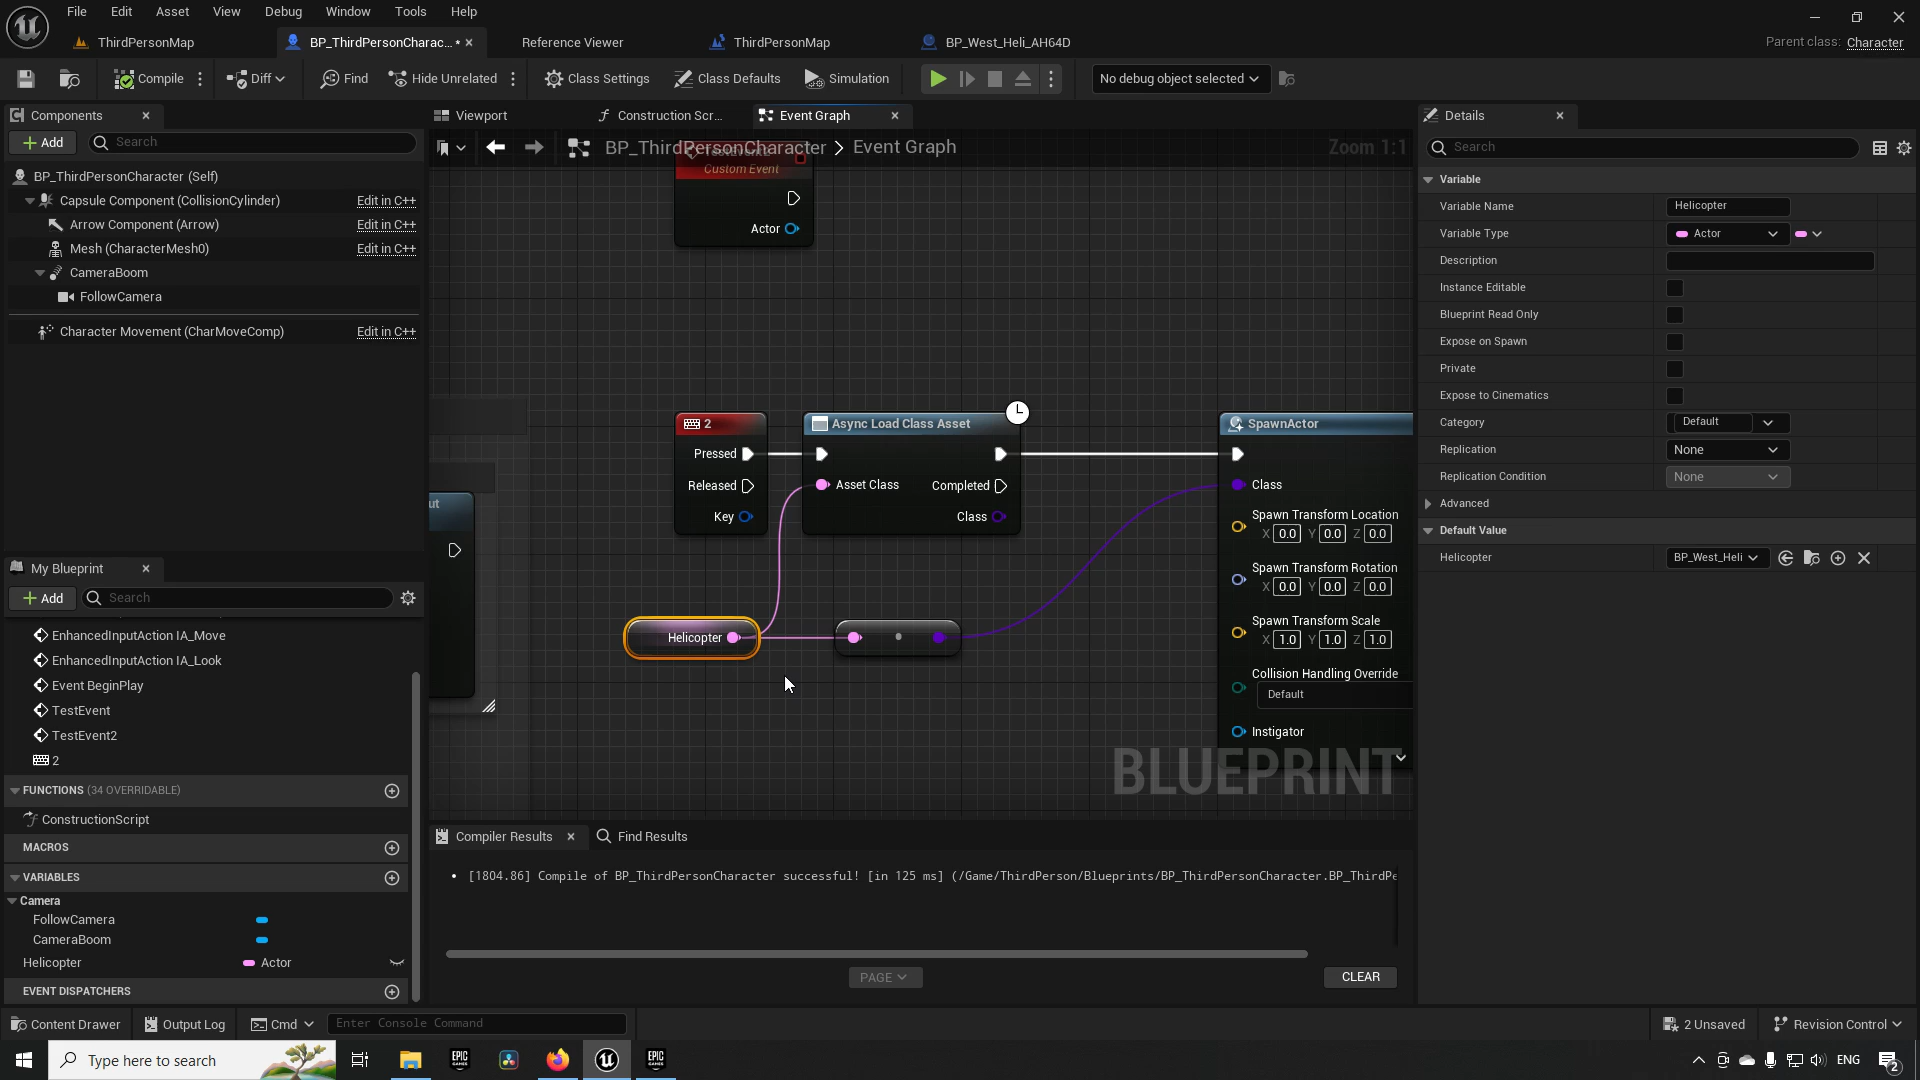 File Edit Asset View Debug Window Tools Help
ThirdPersonMap
BP_ThirdPersonCharac... *
Reference Viewer
ThirdPersonMap
BP_West_Heli_AH64D
Parent class: Character
Compile
Diff
Find
Hide Unrelated
Class Settings
Class Defaults
Simulation
No debug object selected
Components
Add
Search
BP_ThirdPersonCharacter (Self)
Capsule Component (CollisionCylinder) Edit in C++
Arrow Component (Arrow) Edit in C++
Mesh (CharacterMesh0) Edit in C++
CameraBoom
FollowCamera
Character Movement (CharMoveComp) Edit in C++
My Blueprint
Add
Search
EnhancedInputAction IA_Move
EnhancedInputAction IA_Look
Event BeginPlay
TestEvent
TestEvent2
2
FUNCTIONS (34 OVERRIDABLE)
ConstructionScript
MACROS
VARIABLES
Camera
FollowCamera
CameraBoom
Helicopter Actor
EVENT DISPATCHERS
Viewport
Construction Scr...
Event Graph
BP_ThirdPersonCharacter > Event Graph
Zoom 1:1
Custom Event
Actor
ut
2
Pressed
Released
Key
Async Load Class Asset
Asset Class
Completed
Class
Helicopter
SpawnActor
Class
Spawn Transform Location
X 0.0 Y 0.0 Z 0.0
Spawn Transform Rotation
X 0.0 Y 0.0 Z 0.0
Spawn Transform Scale
X 1.0 Y 1.0 Z 1.0
Collision Handling Override
Default
Instigator
BLUEPRINT
Compiler Results
Find Results
[1804.86] Compile of BP_ThirdPersonCharacter successful! [in 125 ms] (/Game/ThirdPerson/Blueprints/BP_ThirdPersonCharacter.BP_ThirdPe
PAGE
CLEAR
Details
Search
Variable
Variable Name Helicopter
Variable Type Actor
Description
Instance Editable
Blueprint Read Only
Expose on Spawn
Private
Expose to Cinematics
Category Default
Replication None
Replication Condition None
Advanced
Default Value
Helicopter BP_West_Heli
Content Drawer
Output Log
Cmd
Enter Console Command
2 Unsaved
Revision Control
Type here to search
EPIC GAMES
EPIC GAMES
ENG
2